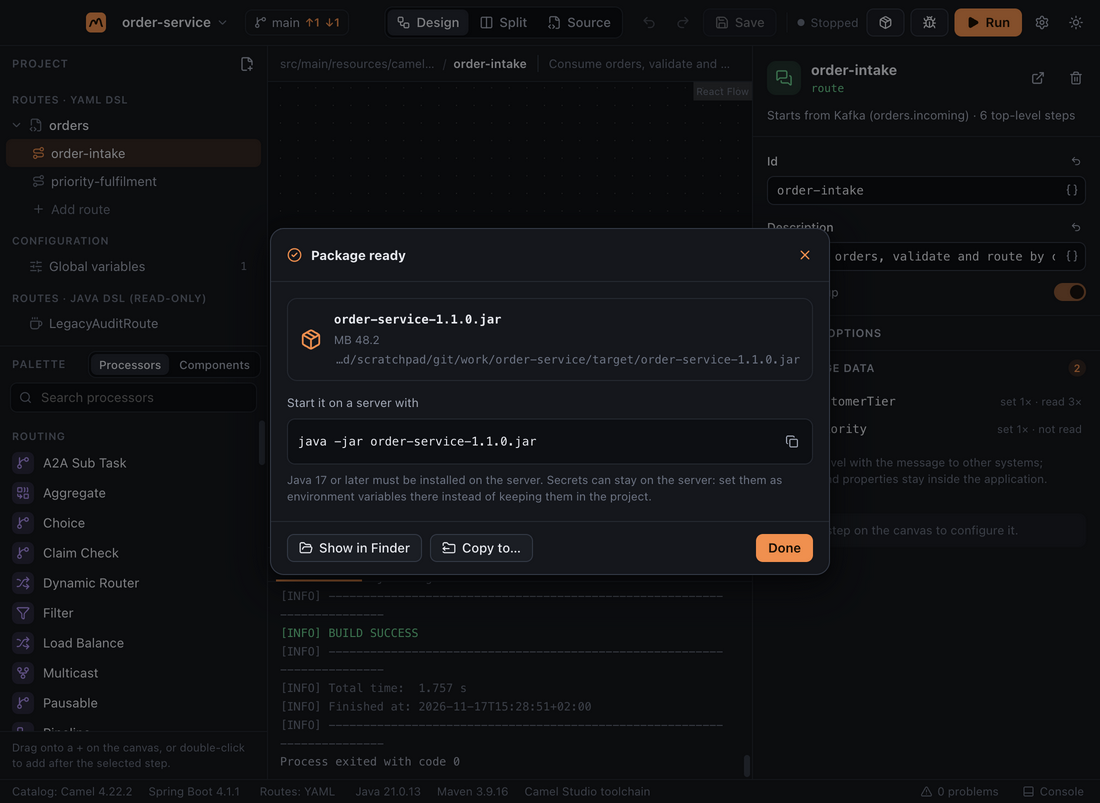 order-service
main ↑1 ↓1
Design
Split
Source
Save
Stopped
Run
PROJECT
ROUTES · YAML DSL
orders
order-intake
priority-fulfilment
+ Add route
CONFIGURATION
Global variables 1
ROUTES · JAVA DSL (READ-ONLY)
LegacyAuditRoute
PALETTE
Processors
Components
Search processors
ROUTING
A2A Sub Task
Aggregate
Choice
Claim Check
Dynamic Router
Filter
Load Balance
Multicast
Pausable
Drag onto a + on the canvas, or double-click
to add after the selected step.
src/main/resources/camel... / order-intake
Consume orders, validate and ...
React Flow
Package ready
order-service-1.1.0.jar
MB 48.2
…d/scratchpad/git/work/order-service/target/order-service-1.1.0.jar
Start it on a server with
java -jar order-service-1.1.0.jar
Java 17 or later must be installed on the server. Secrets can stay on the server: set them as
environment variables there instead of keeping them in the project.
Show in Finder
Copy to...
Done
[INFO] ------------------------------------------------------------------------
[INFO] BUILD SUCCESS
[INFO] ------------------------------------------------------------------------
[INFO] Total time:  1.757 s
[INFO] Finished at: 2026-11-17T15:28:51+02:00
[INFO] ------------------------------------------------------------------------
Process exited with code 0
order-intake
route
Starts from Kafka (orders.incoming) · 6 top-level steps
Id
order-intake {}
Description
orders, validate and route by {}
OPTIONS
DATA 2
set 1× · read 3×
set 1× · not read
with the message to other systems;
properties stay inside the application.
on the canvas to configure it.
Catalog: Camel 4.22.2
Spring Boot 4.1.1
Routes: YAML
Java 21.0.13
Maven 3.9.16
Camel Studio toolchain
0 problems
Console